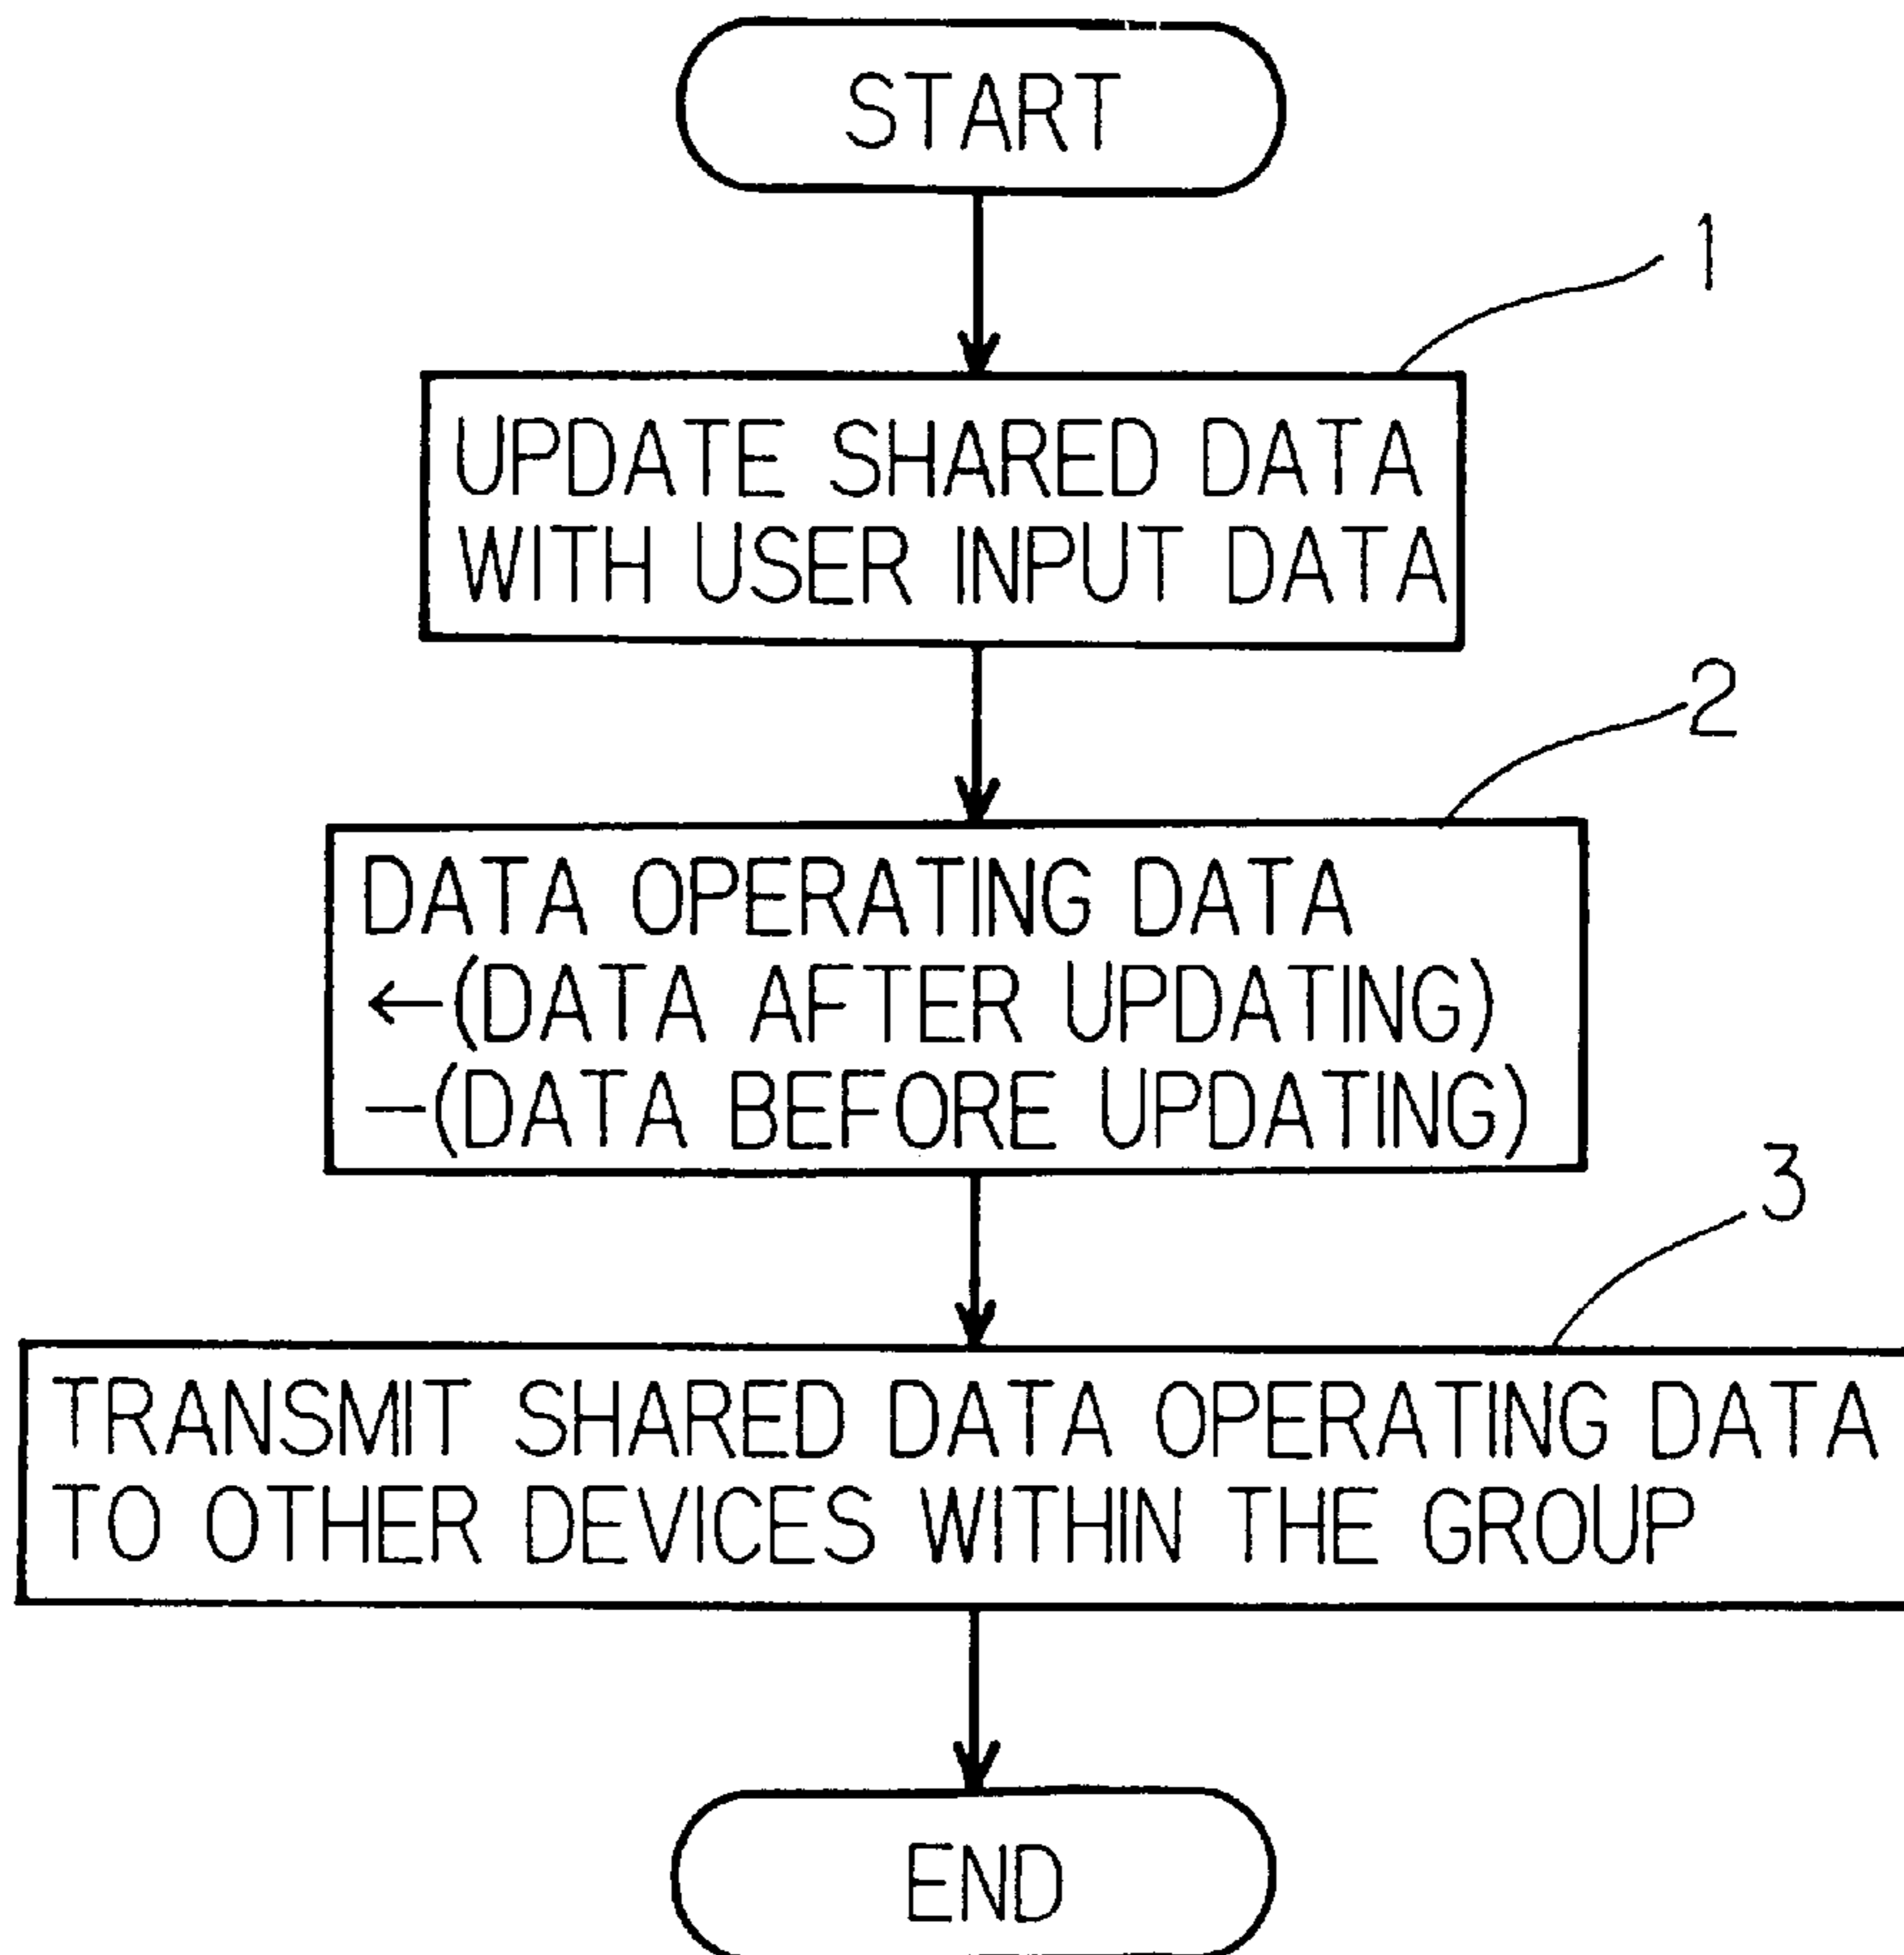 START
1
UPDATE SHARED DATA
WITH USER INPUT DATA
2
DATA OPERATING DATA
←(DATA AFTER UPDATING)
−(DATA BEFORE UPDATING)
3
TRANSMIT SHARED DATA OPERATING DATA
TO OTHER DEVICES WITHIN THE GROUP
END